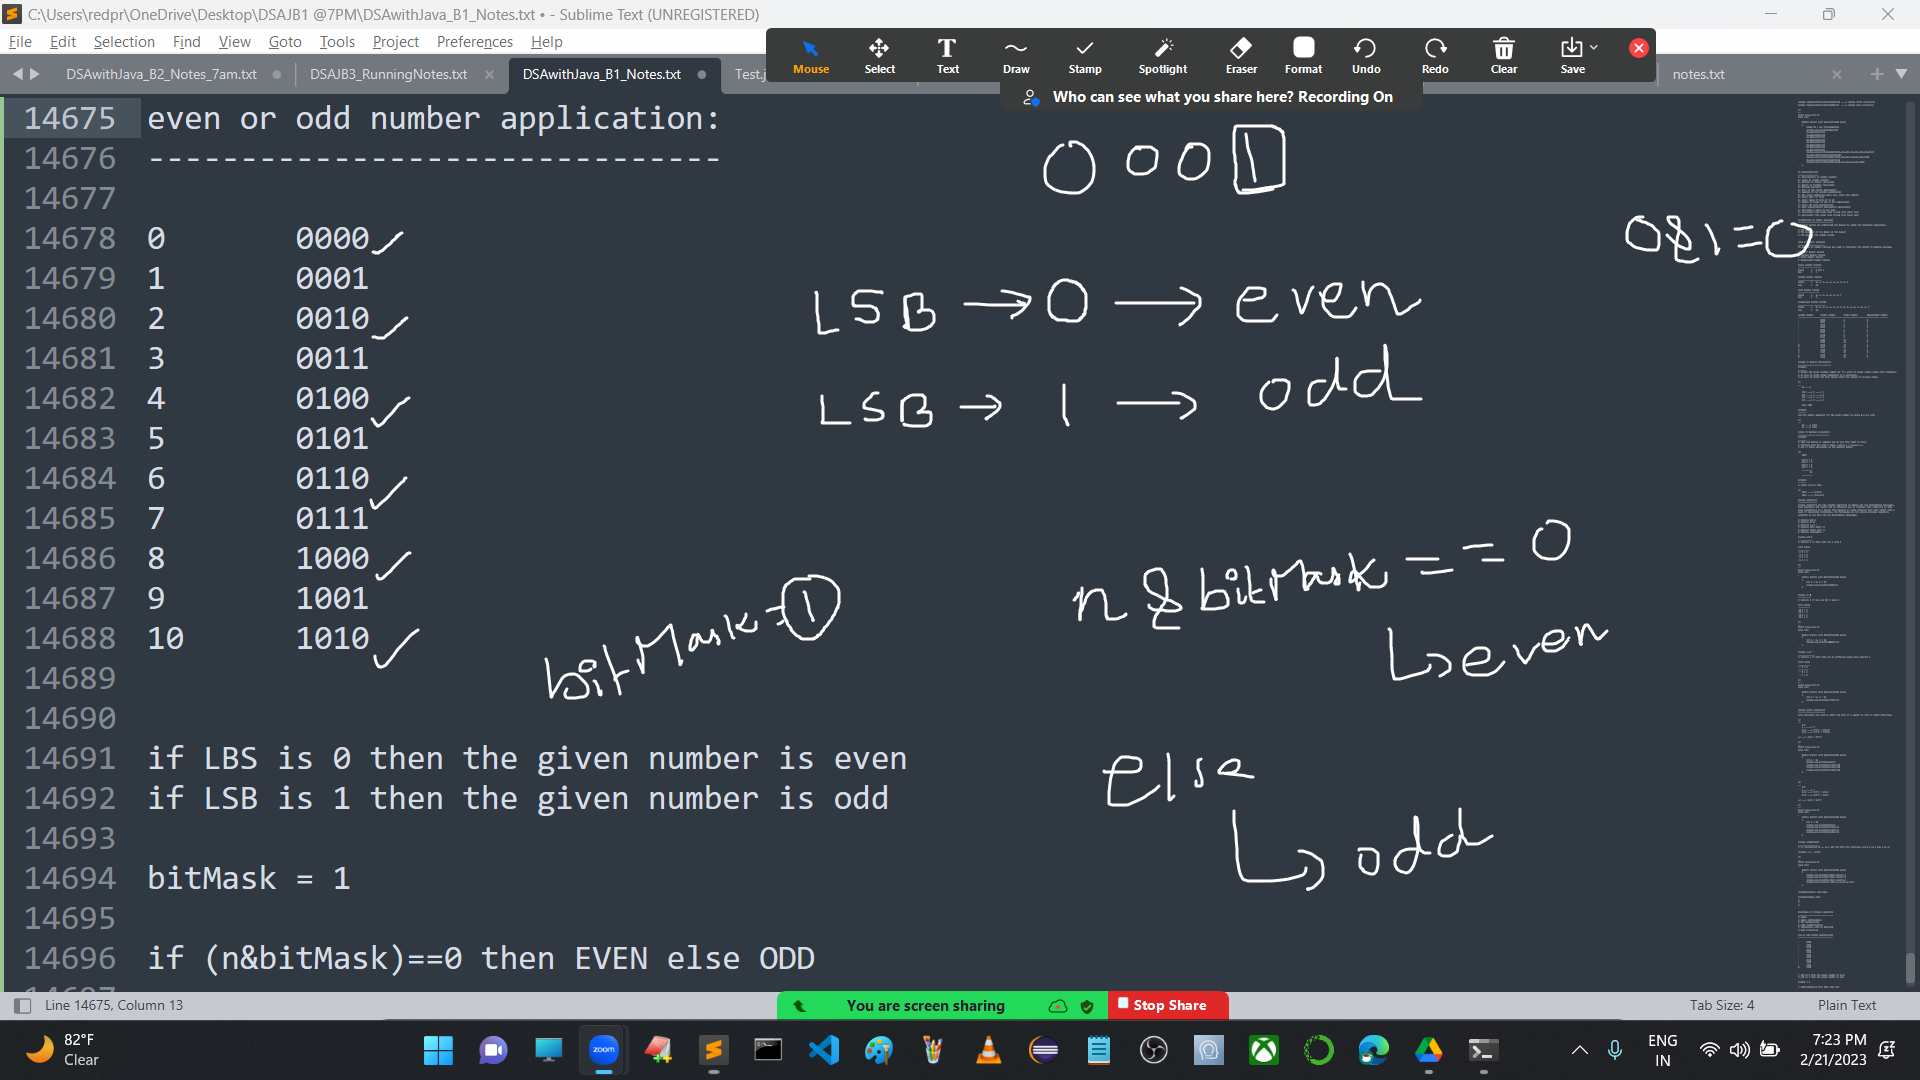 C:\Users\redpr\OneDrive\Desktop\DSAJB1 @7PM\DSAwithJava_B1_Notes.txt • - Sublime Text (UNREGISTERED)
File Edit Selection Find View Goto Tools Project Preferences Help
Mouse Select Text Draw Stamp Spotlight Eraser Format Undo Redo Clear Save
DSAwithJava_B2_Notes_7am.txt DSAJB3_RunningNotes.txt DSAwithJava_B1_Notes.txt Test.j notes.txt
Who can see what you share here? Recording On
14675 even or odd number application:
14676 -------------------------------
0 0 0 1
14677
14678 0 0000
0&1=0
14679 1 0001
14680 2 0010
LSB → 0 → even
14681 3 0011
14682 4 0100
LSB → 1 → odd
14683 5 0101
14684 6 0110
14685 7 0111
14686 8 1000
n & bitMask == 0
14687 9 1001
bitMask = 1
14688 10 1010
even
14689
14690
14691 if LBS is 0 then the given number is even
else
14692 if LSB is 1 then the given number is odd
14693
odd
14694 bitMask = 1
14695
14696 if (n&bitMask)==0 then EVEN else ODD
Line 14675, Column 13
You are screen sharing Stop Share
Tab Size: 4 Plain Text
82°F
Clear
zoom
ENG
IN
7:23 PM
2/21/2023